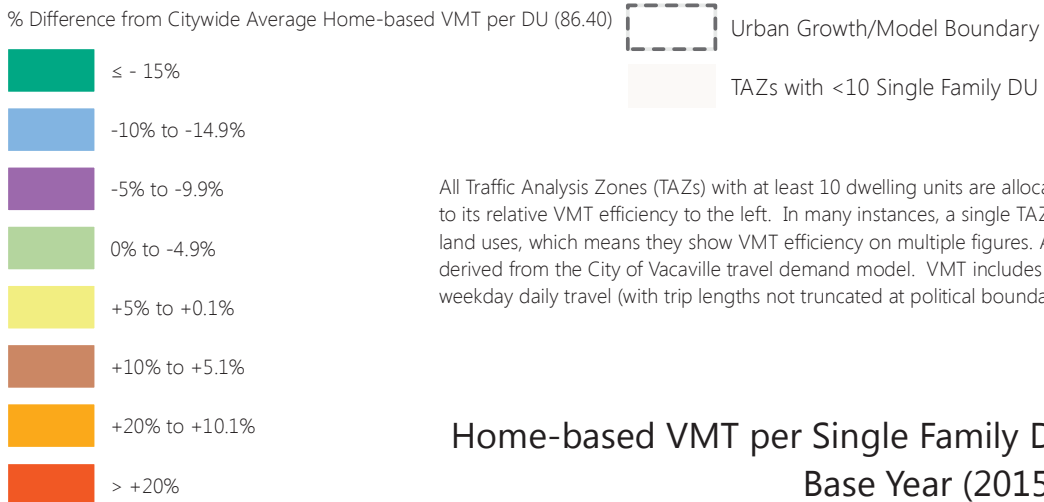 % Difference from Citywide Average Home-based VMT per DU (86.40)
≤ - 15%
-10% to -14.9%
-5% to -9.9%
0% to -4.9%
+5% to +0.1%
+10% to +5.1%
+20% to +10.1%
> +20%
Urban Growth/Model Boundary
TAZs with <10 Single Family DU
All Traffic Analysis Zones (TAZs) with at least 10 dwelling units are
to its relative VMT efficiency to the left. In many instances, a single TAZ
land uses, which means they show VMT efficiency on multiple figures.
derived from the City of Vacaville travel demand model. VMT includes
weekday daily travel (with trip lengths not truncated at political
Home-based VMT per Single Family
Base Year (2015